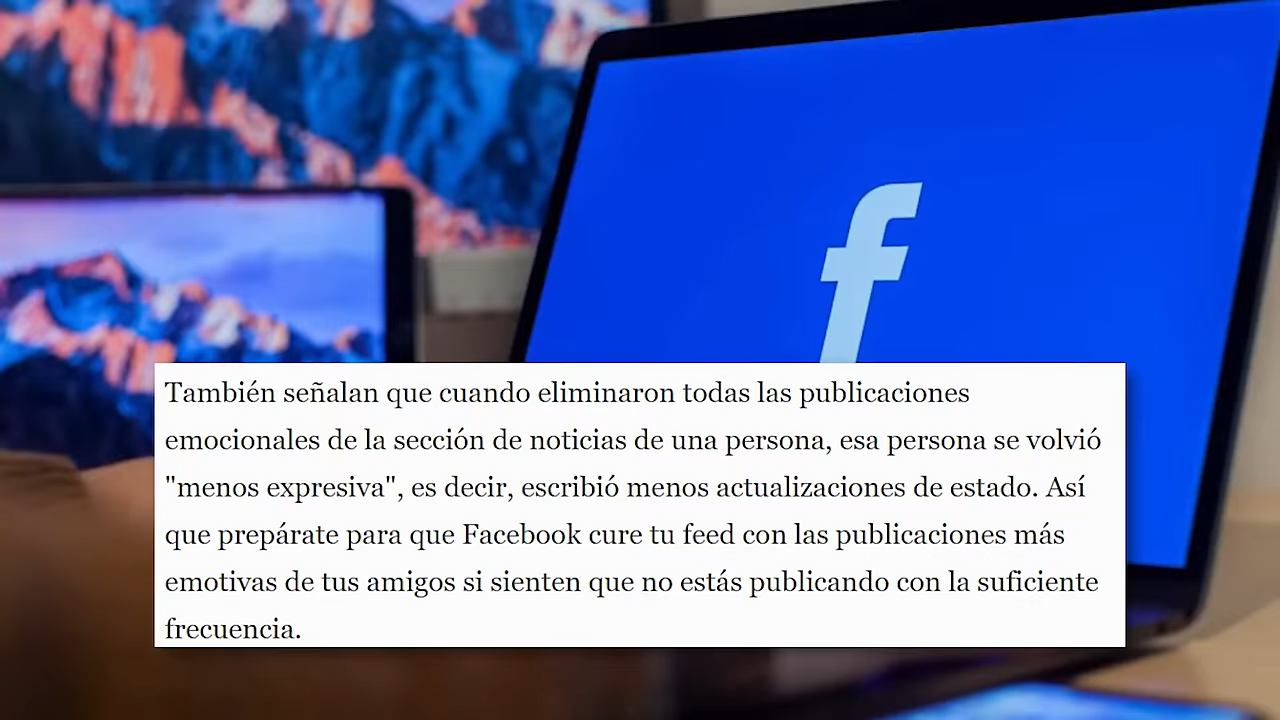 f
También señalan que cuando eliminaron todas las publicaciones
emocionales de la sección de noticias de una persona, esa persona se volvió
"menos expresiva", es decir, escribió menos actualizaciones de estado. Así
que prepárate para que Facebook cure tu feed con las publicaciones más
emotivas de tus amigos si sienten que no estás publicando con la suficiente
frecuencia.